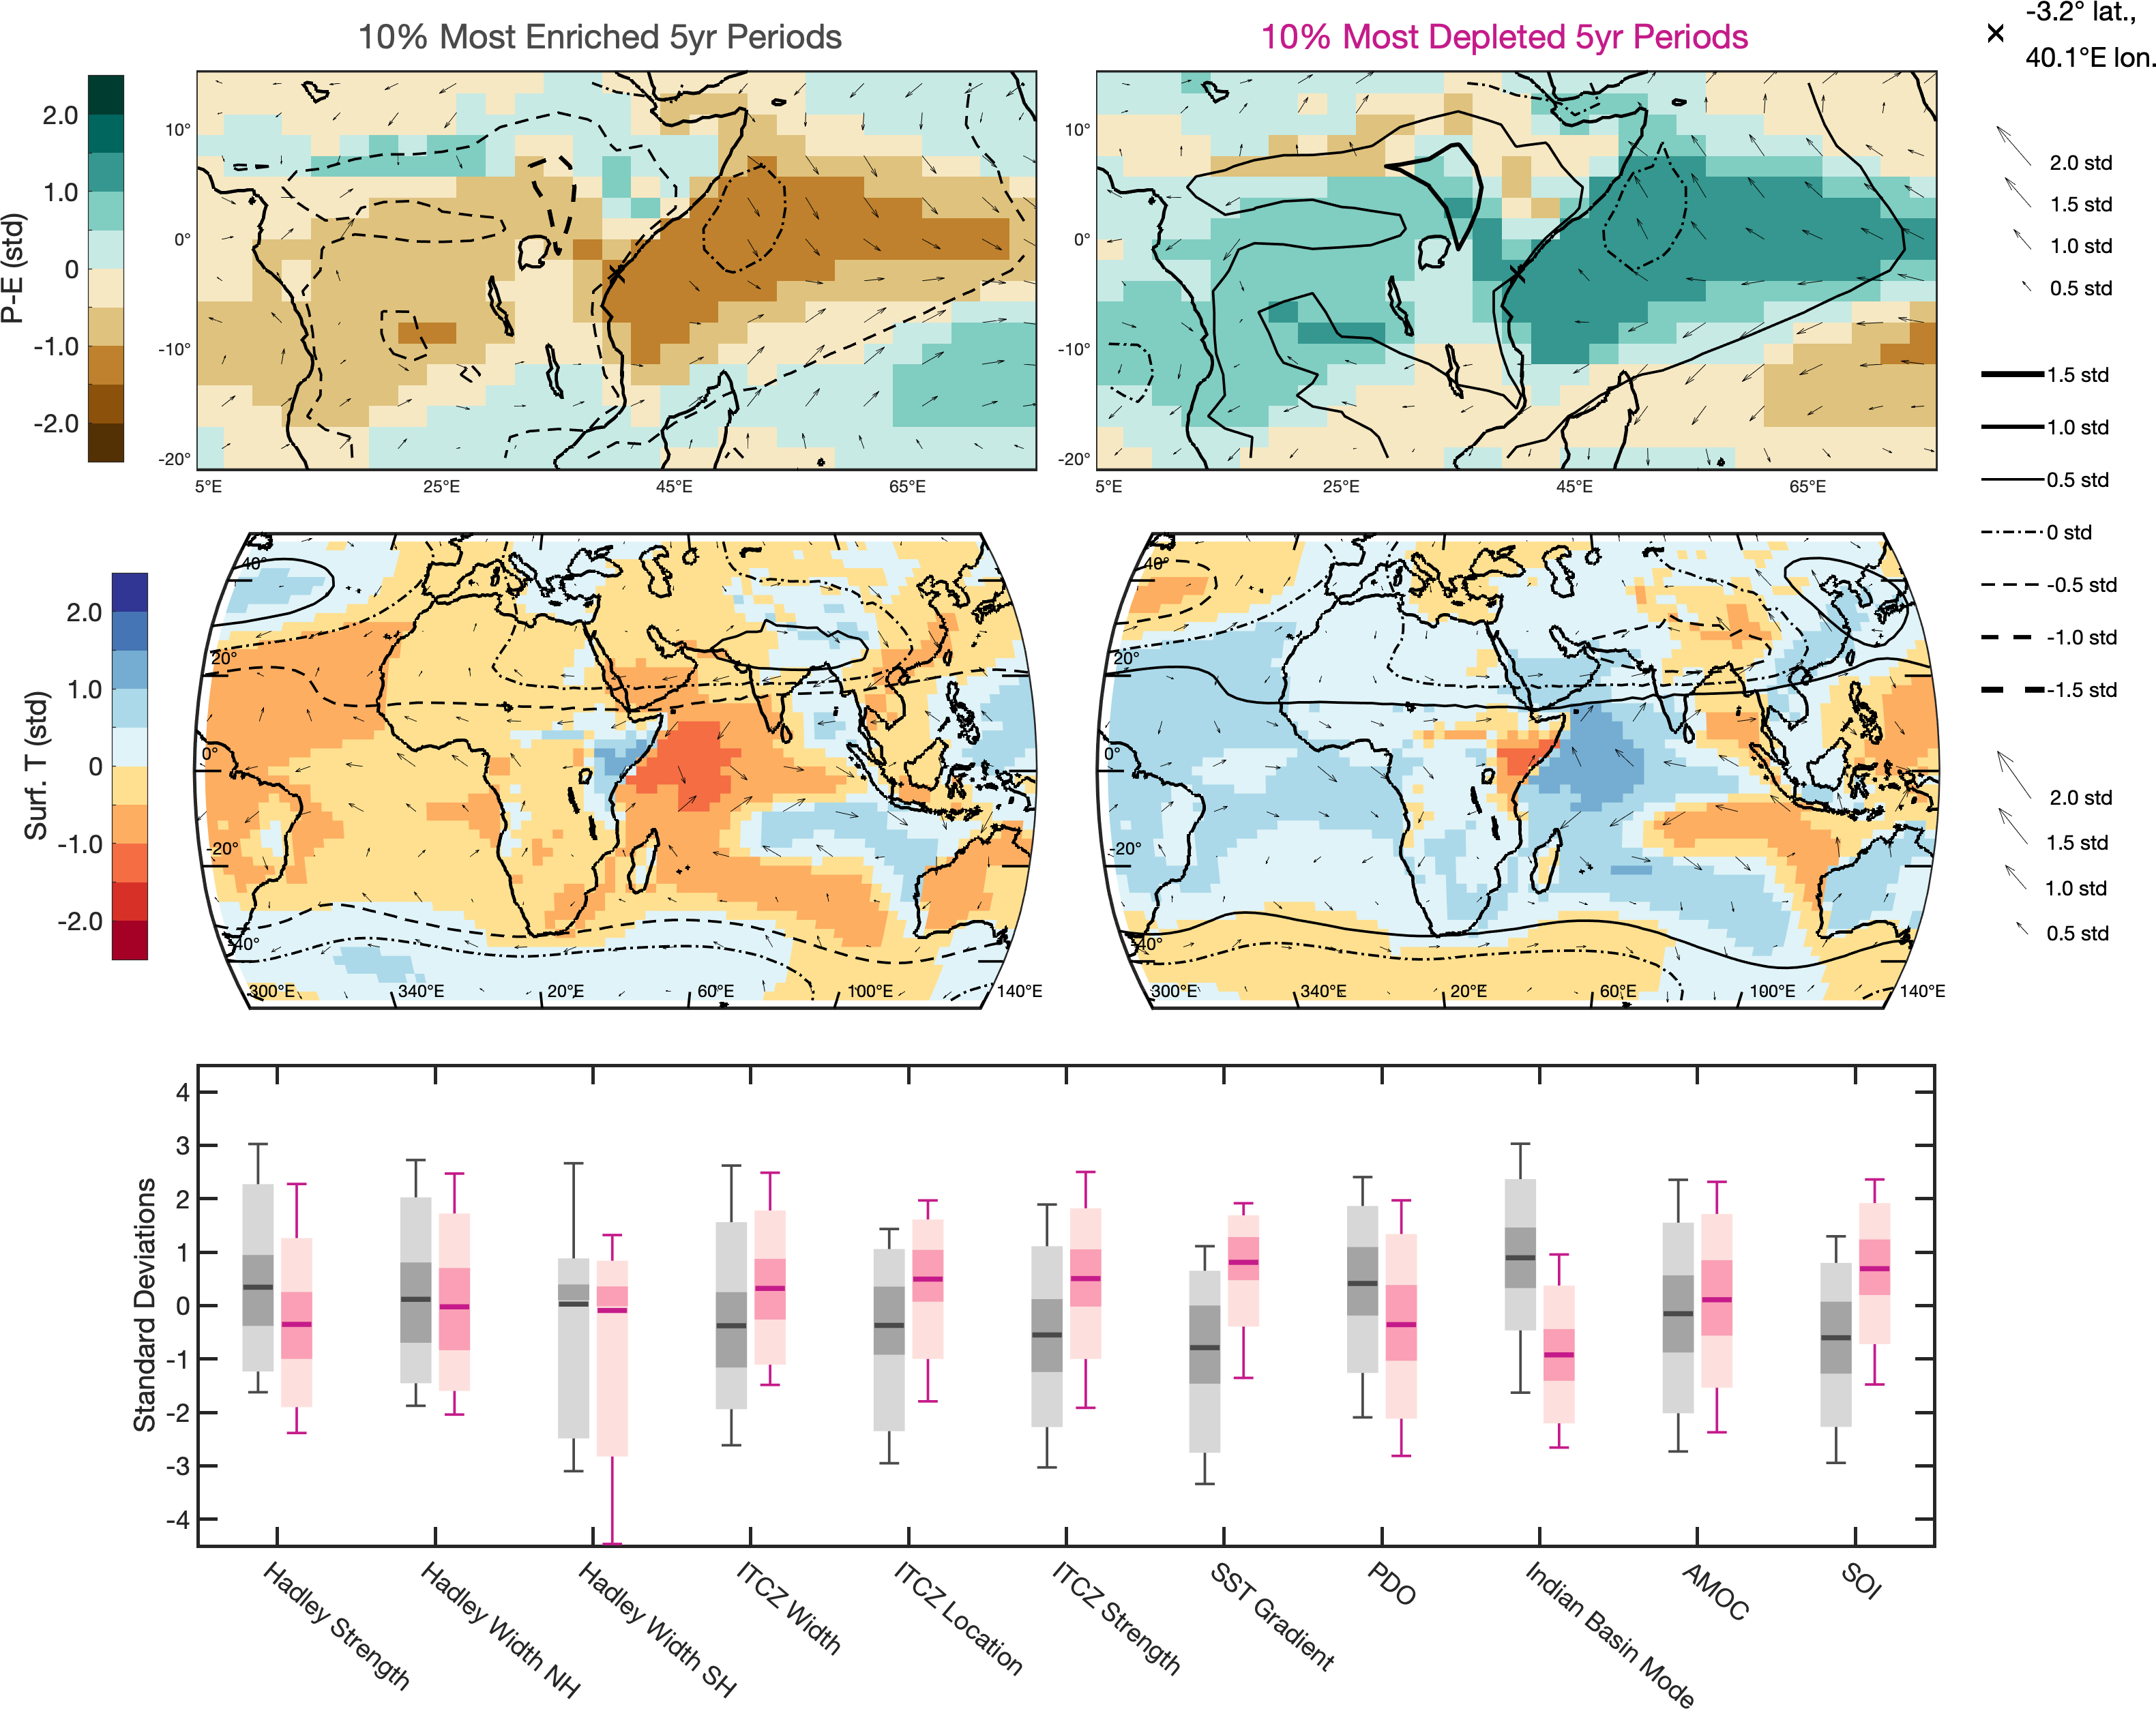 10% Most Enriched 5yr Periods
10% Most Depleted 5yr Periods
-3.2° lat.,
40.1°E lon.
P-E (std)
2.0
1.0
0
-1.0
-2.0
10°
0°
-10°
-20°
5°E
25°E
45°E
65°E
10°
0°
-10°
-20°
5°E
25°E
45°E
65°E
2.0 std
1.5 std
1.0 std
0.5 std
1.5 std
1.0 std
0.5 std
0 std
-0.5 std
-1.0 std
-1.5 std
Surf. T (std)
2.0
1.0
0
-1.0
-2.0
40°
20°
0°
-20°
-40°
300°E
340°E
20°E
60°E
100°E
140°E
40°
20°
0°
-20°
-40°
300°E
340°E
20°E
60°E
100°E
140°E
2.0 std
1.5 std
1.0 std
0.5 std
Standard Deviations
4
3
2
1
0
-1
-2
-3
-4
Hadley Strength
Hadley Width NH
Hadley Width SH
ITCZ Width
ITCZ Location
ITCZ Strength
SST Gradient
PDO
Indian Basin Mode
AMOC
SOI